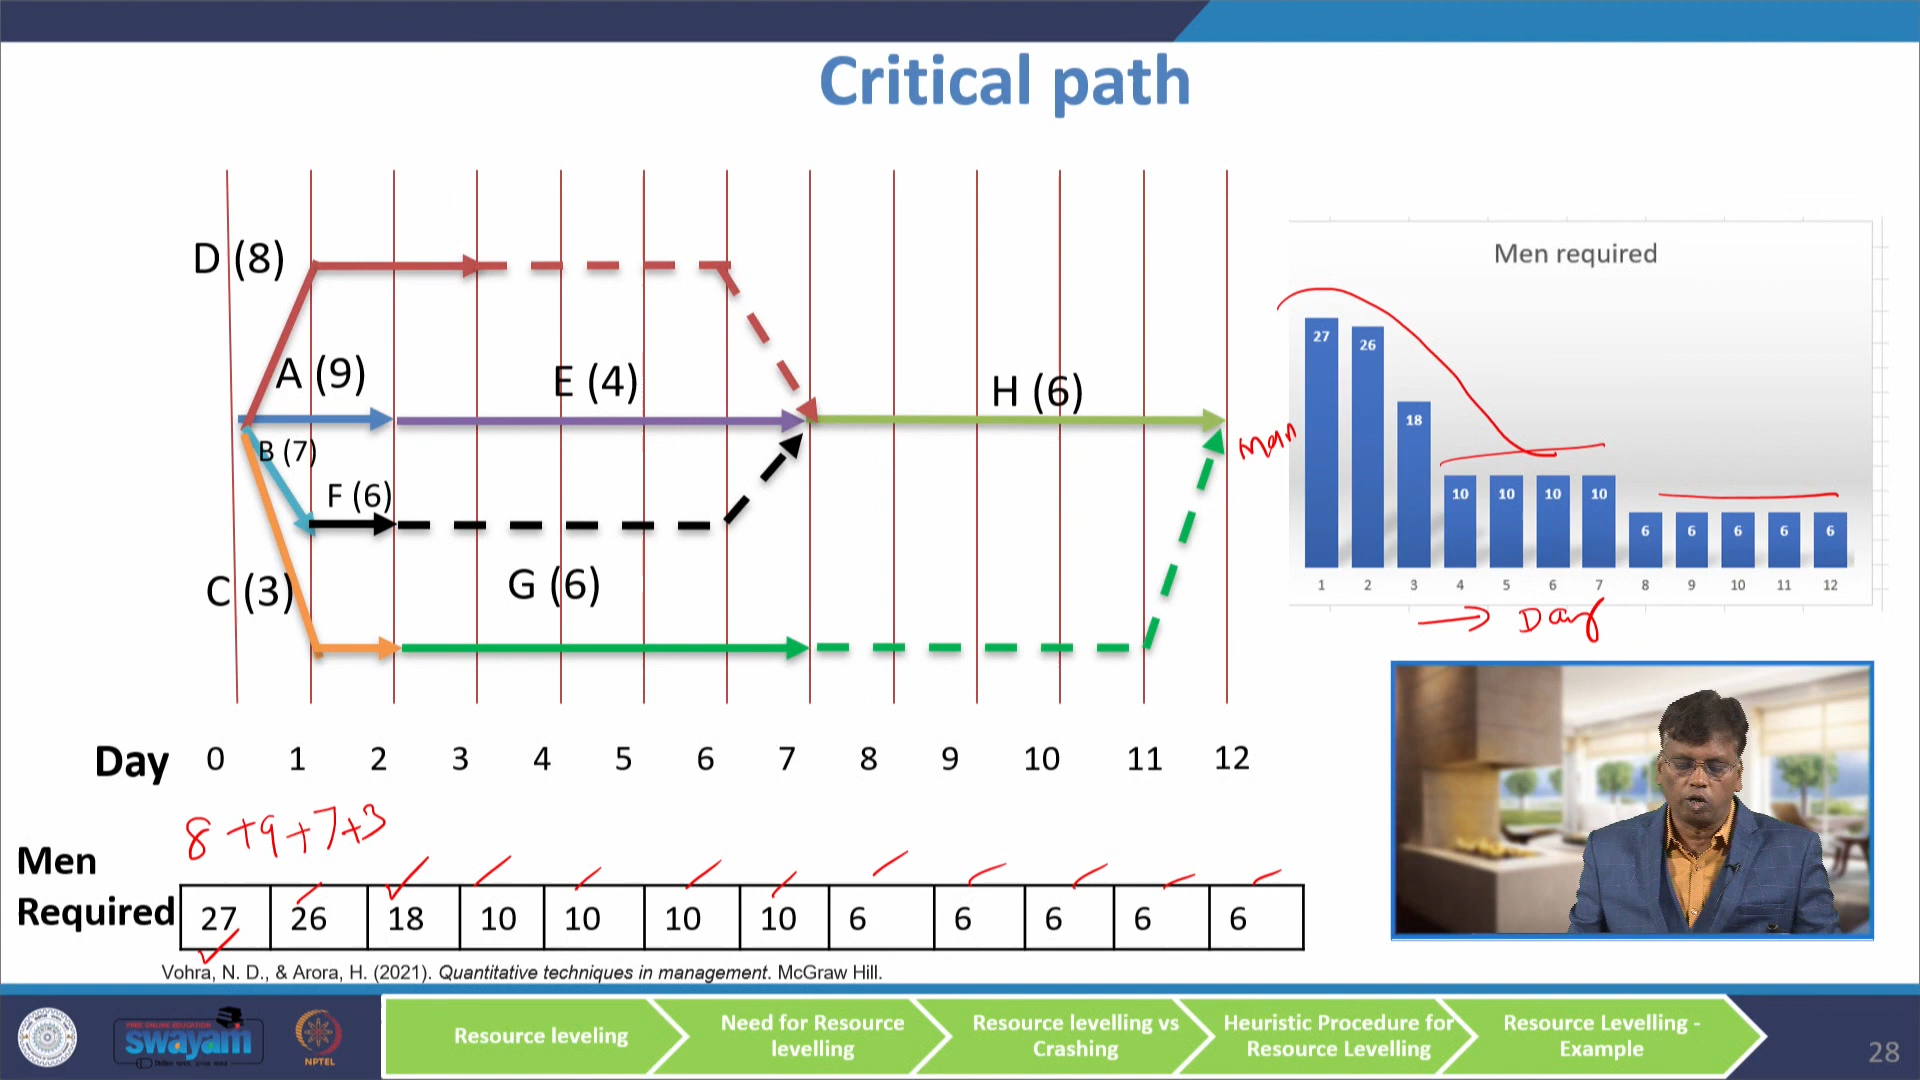 Critical path
D (8)
A (9)
E (4)
H (6)
B (7)
F (6)
C (3)
G (6)
Day 0 1 2 3 4 5 6 7 8 9 10 11 12
8+9+7+3
Men
Required 27 26 18 10 10 10 10 6 6 6 6 6
Vohra, N. D., & Arora, H. (2021). Quantitative techniques in management. McGraw Hill.
Men required
27 26 18 10 10 10 10 6 6 6 6 6
1 2 3 4 5 6 7 8 9 10 11 12
Man
Day
FREE ONLINE EDUCATION
swayam
NPTEL
Resource leveling
Need for Resource
levelling
Resource levelling vs
Crashing
Heuristic Procedure for
Resource Levelling
Resource Levelling -
Example
28